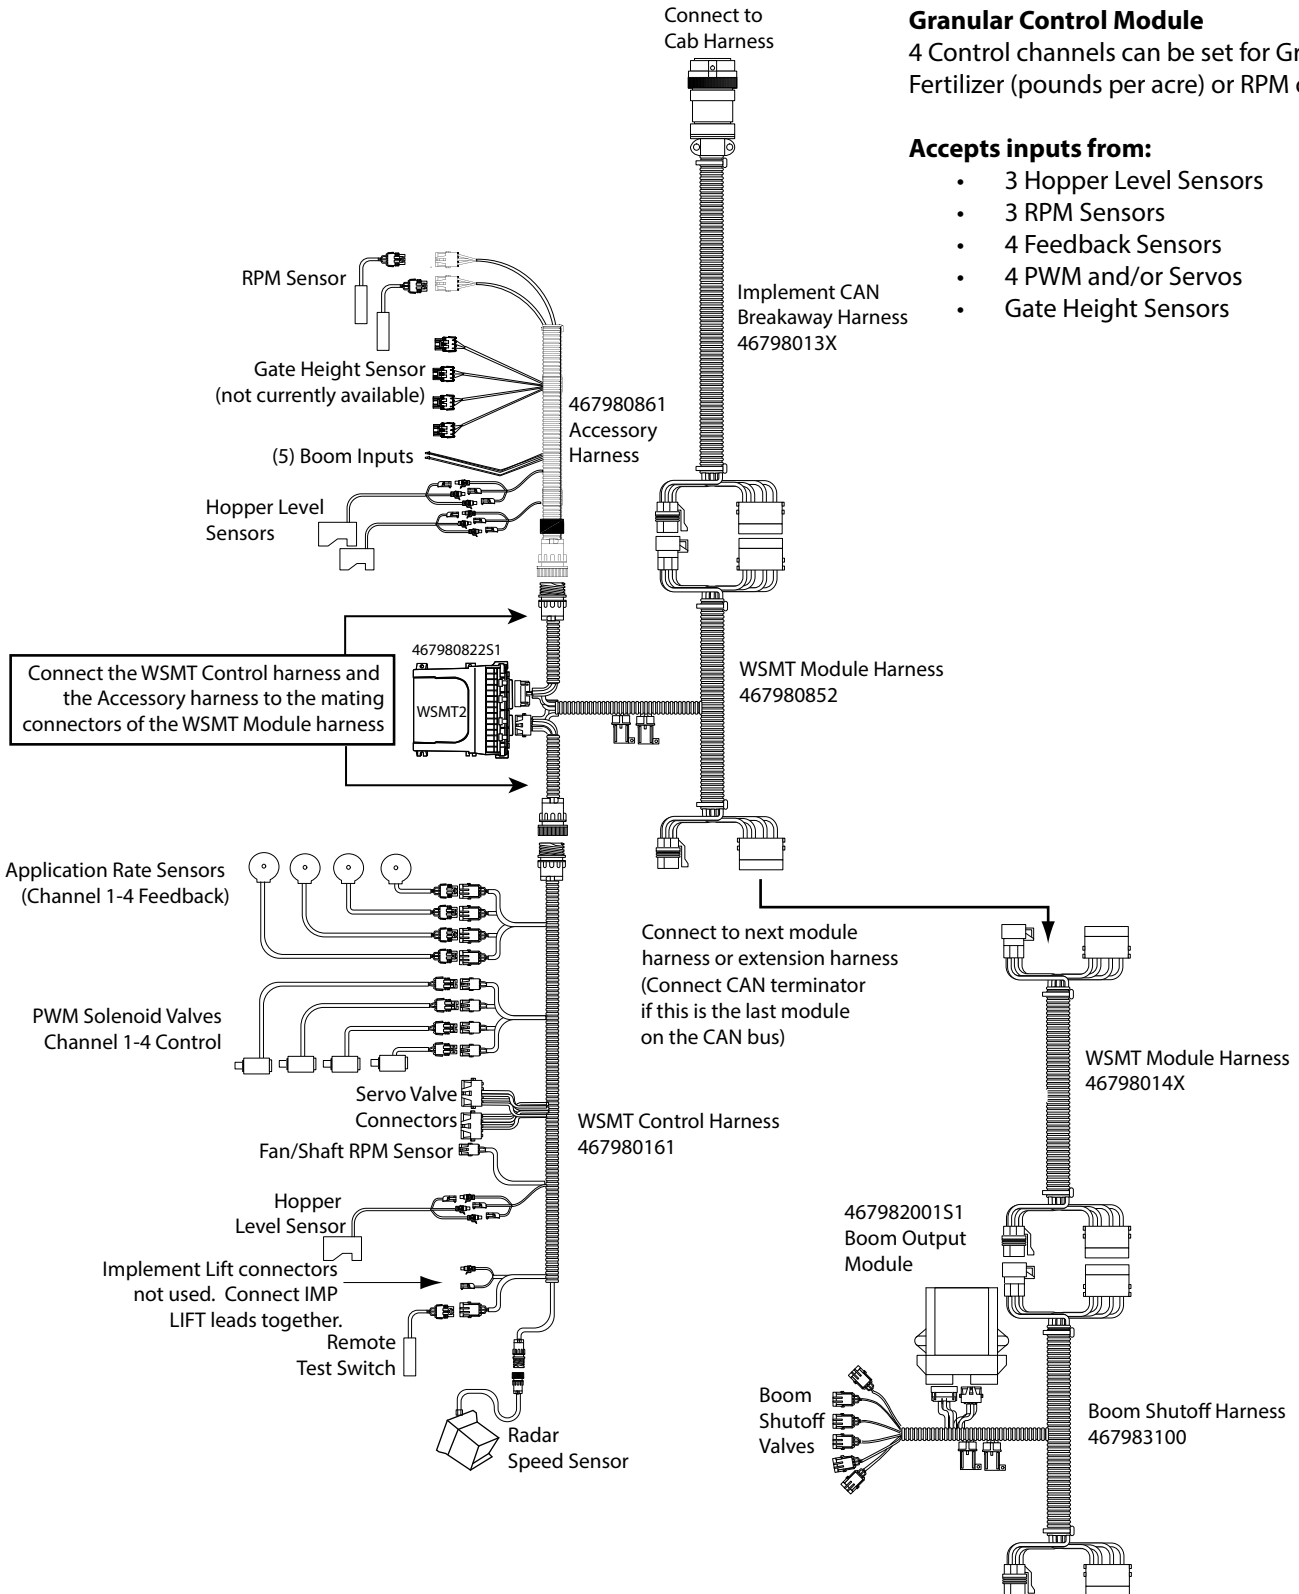 Connect to
Cab Harness
Granular Control Module
4 Control channels can be set for Gr
Fertilizer (pounds per acre) or RPM
Accepts inputs from:
• 3 Hopper Level Sensors
• 3 RPM Sensors
• 4 Feedback Sensors
• 4 PWM and/or Servos
• Gate Height Sensors
RPM Sensor
Implement CAN
Breakaway Harness
46798013X
Gate Height Sensor
(not currently available)
467980861
Accessory
Harness
(5) Boom Inputs
Hopper Level
Sensors
467980822S1
WSMT2
Connect the WSMT Control harness and
the Accessory harness to the mating
connectors of the WSMT Module harness
WSMT Module Harness
467980852
Application Rate Sensors
(Channel 1-4 Feedback)
Connect to next module
harness or extension harness
(Connect CAN terminator
if this is the last module
on the CAN bus)
PWM Solenoid Valves
Channel 1-4 Control
WSMT Module Harness
46798014X
Servo Valve
Connectors
WSMT Control Harness
467980161
Fan/Shaft RPM Sensor
Hopper
Level Sensor
467982001S1
Boom Output
Module
Implement Lift connectors
not used. Connect IMP
LIFT leads together.
Remote
Test Switch
Boom
Shutoff
Valves
Boom Shutoff Harness
467983100
Radar
Speed Sensor